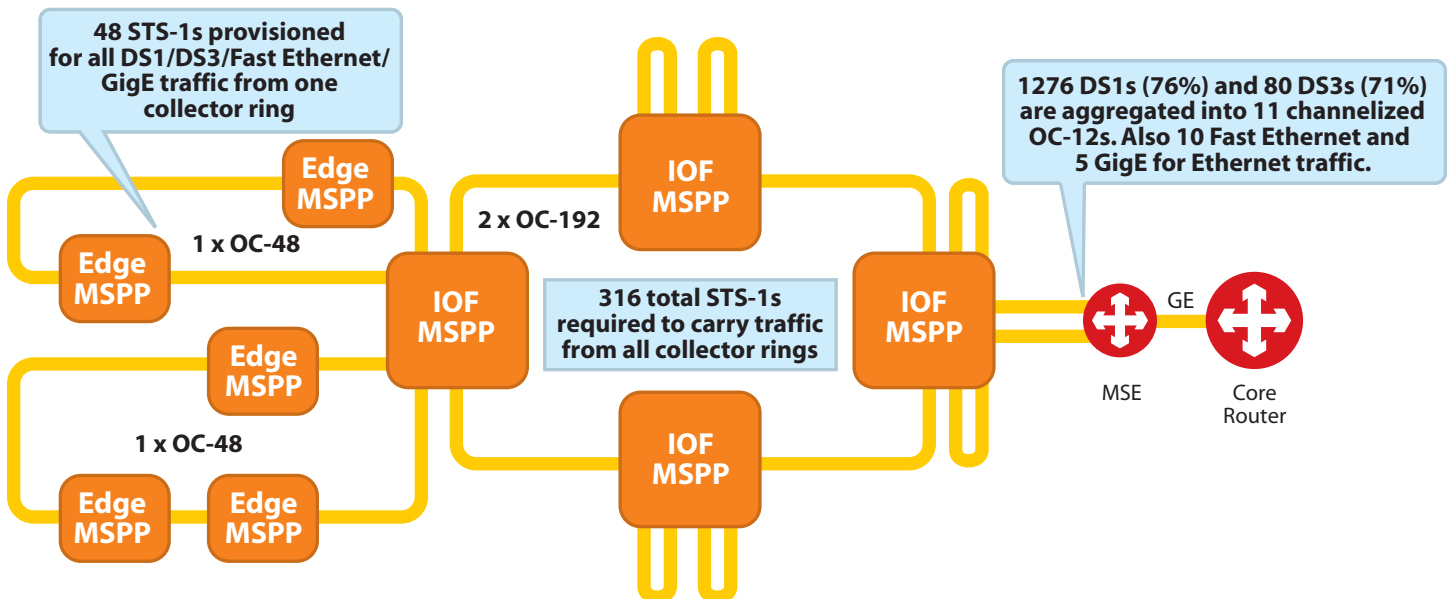 48 STS-1s provisioned
for all DS1/DS3/Fast Ethernet/
GigE traffic from one
collector ring
Edge
MSPP
1 x OC-48
Edge
MSPP
Edge
MSPP
1 x OC-48
Edge
MSPP
Edge
MSPP
IOF
MSPP
2 x OC-192
IOF
MSPP
316 total STS-1s
required to carry traffic
from all collector rings
IOF
MSPP
IOF
MSPP
1276 DS1s (76%) and 80 DS3s (71%)
are aggregated into 11 channelized
OC-12s. Also 10 Fast Ethernet and
5 GigE for Ethernet traffic.
GE
MSE
Core
Router